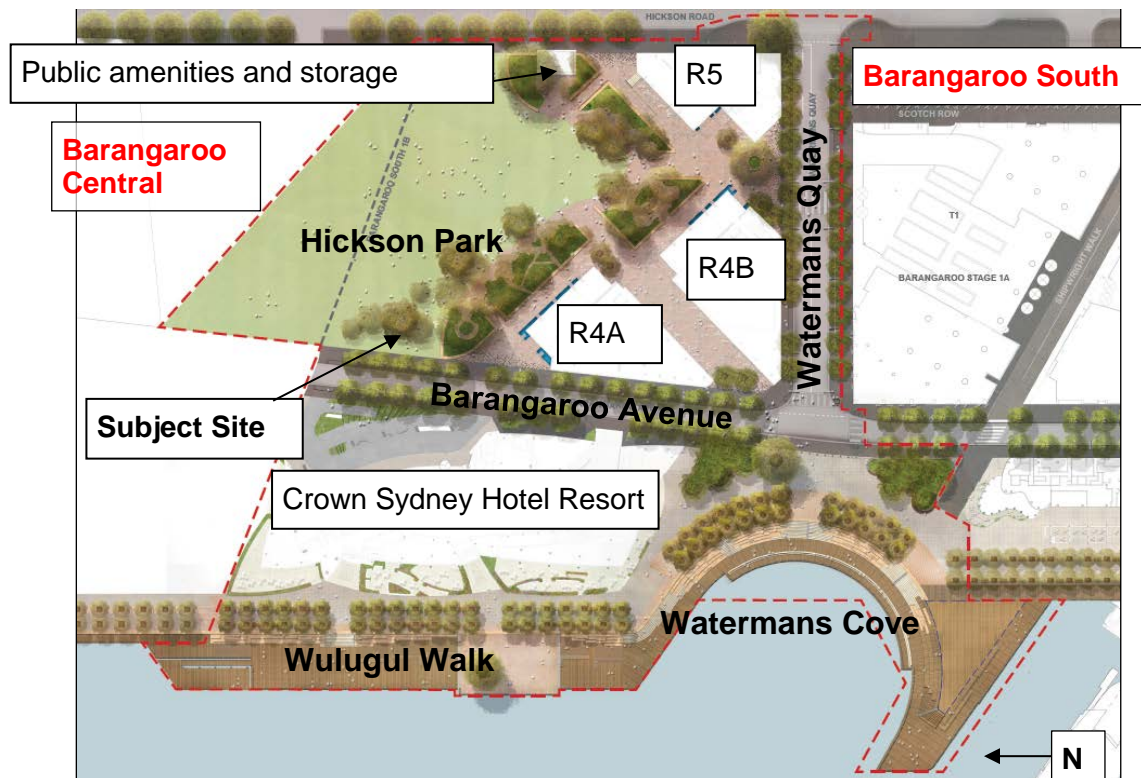 HICKSON ROAD
Public amenities and storage
R5
Barangaroo South
SCOTCH ROW
Barangaroo
Central
BARANGAROO SOUTH 1B
Watermans Quay
Hickson Park
T1
R4B
BARANGAROO STAGE 1A
SHIPWRIGHT WALK
R4A
Barangaroo Avenue
Subject Site
Crown Sydney Hotel Resort
Watermans Cove
Wulugul Walk
N